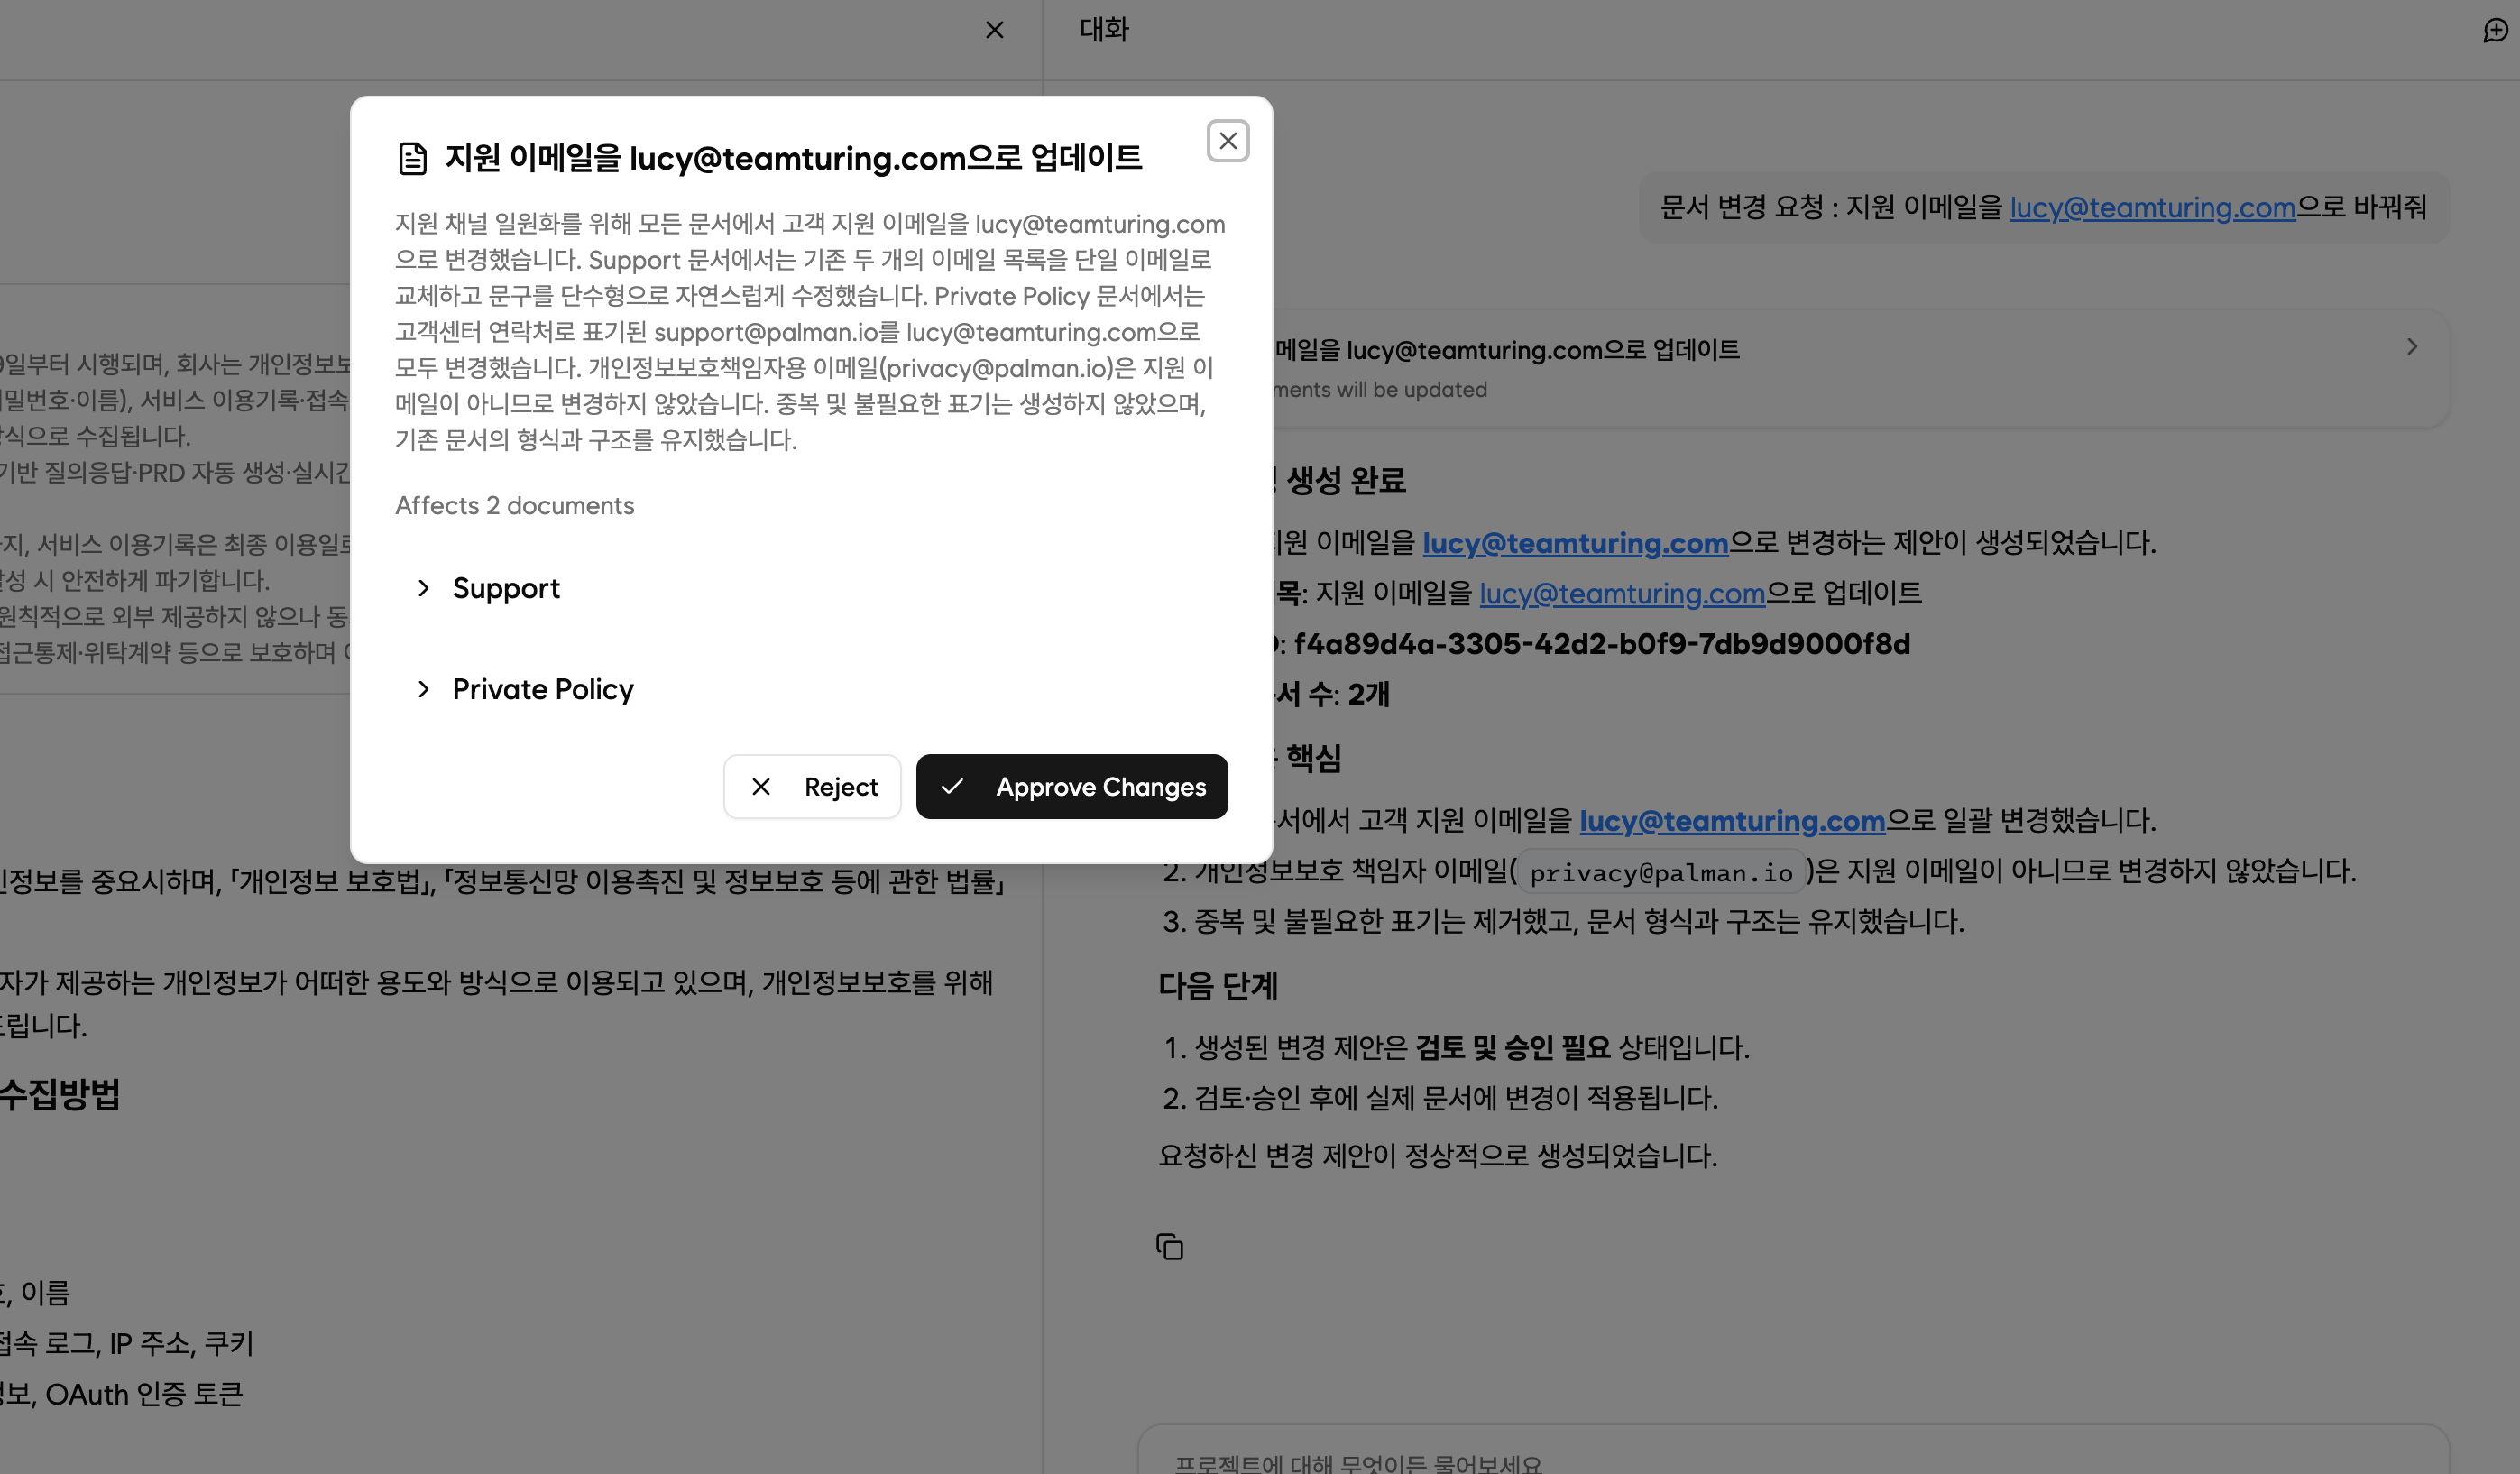 대화
지원 이메일을 lucy@teamturing.com으로 업데이트
지원 채널 일원화를 위해 모든 문서에서 고객 지원 이메일을 lucy@teamturing.com
으로 변경했습니다. Support 문서에서는 기존 두 개의 이메일 목록을 단일 이메일로
교체하고 문구를 단수형으로 자연스럽게 수정했습니다. Private Policy 문서에서는
고객센터 연락처로 표기된 support@palman.io를 lucy@teamturing.com으로
모두 변경했습니다. 개인정보보호책임자용 이메일(privacy@palman.io)은 지원 이
메일이 아니므로 변경하지 않았습니다. 중복 및 불필요한 표기는 생성하지 않았으며,
기존 문서의 형식과 구조를 유지했습니다.
Affects 2 documents
Support
Private Policy
Reject
Approve Changes
9일부터 시행되며, 회사는 개인정보보
밀번호·이름), 서비스 이용기록·접속
식으로 수집됩니다.
기반 질의응답·PRD 자동 생성·실시간
지, 서비스 이용기록은 최종 이용일로
성 시 안전하게 파기합니다.
원칙적으로 외부 제공하지 않으나 동
접근통제·위탁계약 등으로 보호하며
인정보를 중요시하며, 「개인정보 보호법」, 「정보통신망 이용촉진 및 정보보호 등에 관한 법률」
자가 제공하는 개인정보가 어떠한 용도와 방식으로 이용되고 있으며, 개인정보보호를 위해
드립니다.
수집방법
호, 이름
접속 로그, IP 주소, 쿠키
정보, OAuth 인증 토큰
문서 변경 요청 : 지원 이메일을 lucy@teamturing.com으로 바꿔줘
메일을 lucy@teamturing.com으로 업데이트
ments will be updated
생성 완료
지원 이메일을 lucy@teamturing.com으로 변경하는 제안이 생성되었습니다.
목: 지원 이메일을 lucy@teamturing.com으로 업데이트
: f4a89d4a-3305-42d2-b0f9-7db9d9000f8d
서 수: 2개
핵심
서에서 고객 지원 이메일을 lucy@teamturing.com으로 일괄 변경했습니다.
2. 개인정보보호 책임자 이메일(privacy@palman.io)은 지원 이메일이 아니므로 변경하지 않았습니다.
3. 중복 및 불필요한 표기는 제거했고, 문서 형식과 구조는 유지했습니다.
다음 단계
1. 생성된 변경 제안은 검토 및 승인 필요 상태입니다.
2. 검토·승인 후에 실제 문서에 변경이 적용됩니다.
요청하신 변경 제안이 정상적으로 생성되었습니다.
프로젝트에 대해 무엇이든 물어보세요